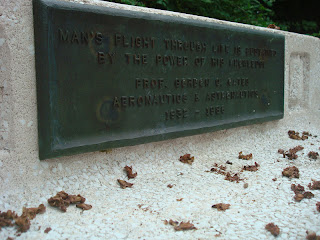 MAN'S FLIGHT THROUGH LIFE IS SUSTAINED
BY THE POWER OF HIS KNOWLEDGE
PROF.
AERONAUTICS & ASTRONAUTICS